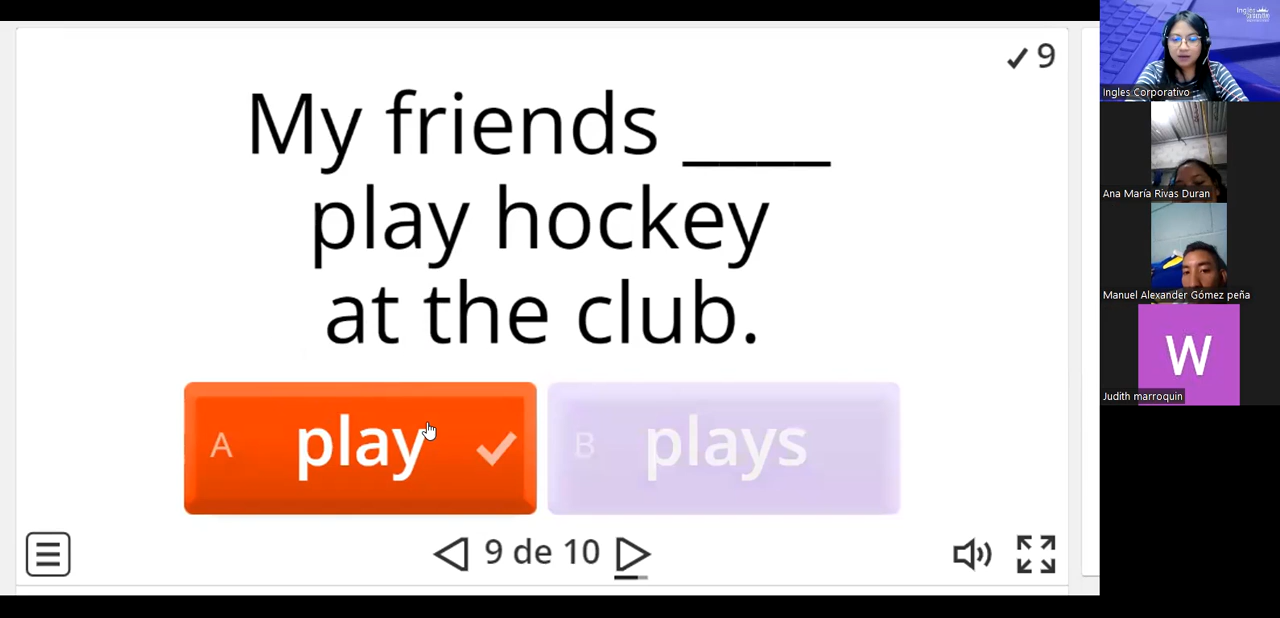 9
My friends ____
play hockey
at the club.
A play
B plays
9 de 10
Ingles Corporativo
Ana María Rivas Duran
Manuel Alexander Gómez peña
W
Judith marroquin